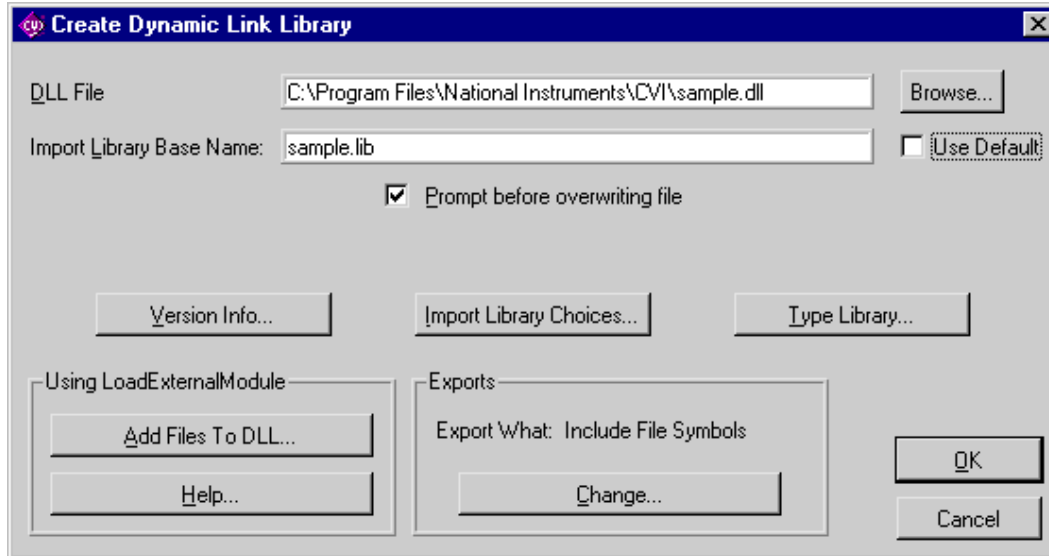 CVI Create Dynamic Link Library
DLL File C:\Program Files\National Instruments\CVI\sample.dll Browse...
Import Library Base Name: sample.lib Use Default
Prompt before overwriting file
Version Info... Import Library Choices... Type Library...
Using LoadExternalModule Exports
Add Files To DLL... Export What: Include File Symbols
OK
Help... Change...
Cancel